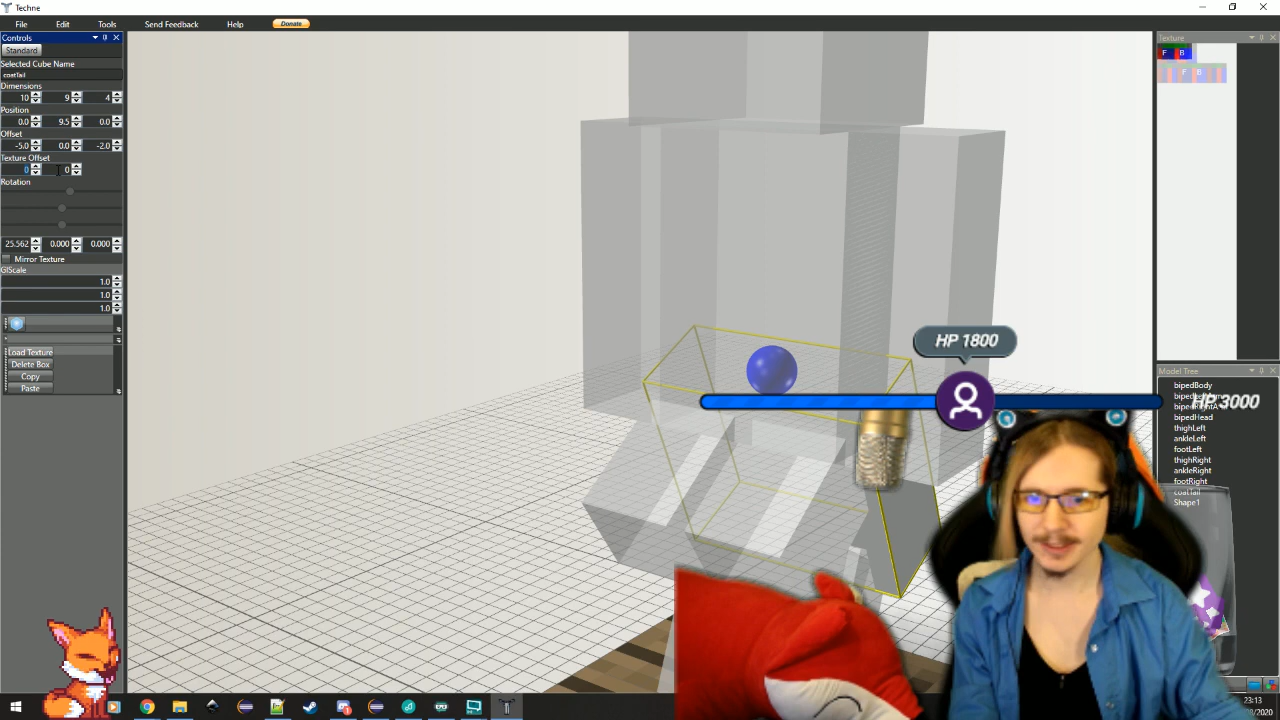 Techne
File Edit Tools Send Feedback Help Donate
Controls
Standard
Selected Cube Name
coatTail
Dimensions
10 9 4
Position
0.0 9.5 0.0
Offset
-5.0 0.0 -2.0
Texture Offset
0 0
Rotation
25.562 0.000 0.000
Mirror Texture
GlScale
1.0
1.0
1.0
Load Texture
Delete Box
Copy
Paste
HP 1800
HP 3000
Texture
F B
F B
Model Tree
bipedBody
bipedHead
thighLeft
ankleLeft
footLeft
thighRight
ankleRight
footRight
coatTail
Shape1
23:13